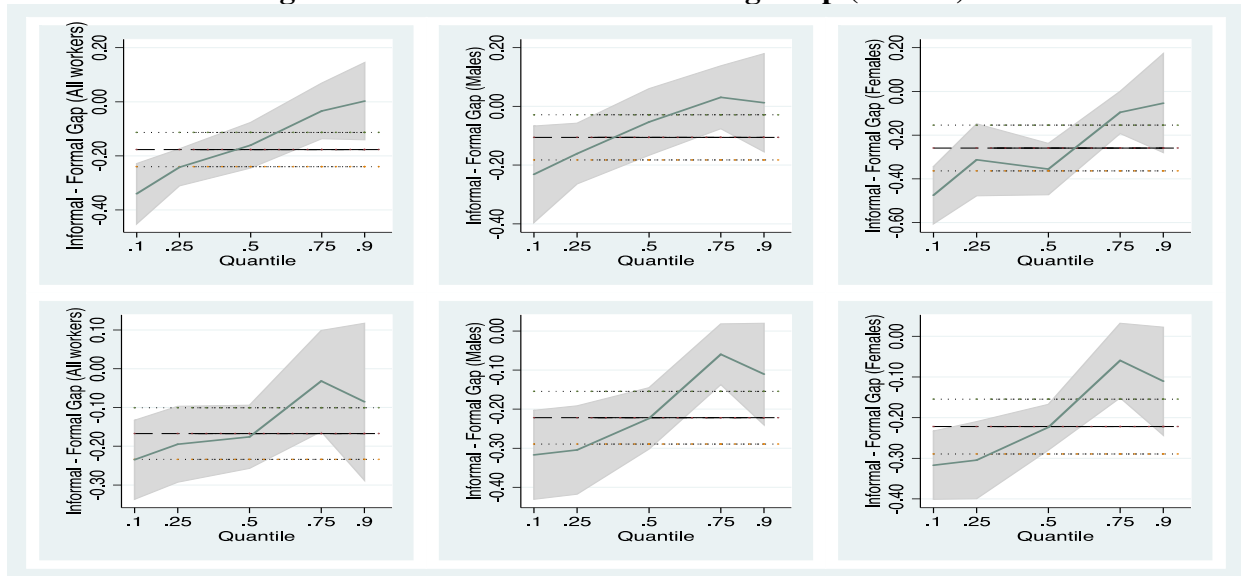 g p (
0.20
0.00
-0.20
-0.40
Informal - Formal Gap (All workers)
.1 .25 .5 .75 .9
Quantile
0.20
0.00
-0.20
-0.40
Informal - Formal Gap (Males)
.1 .25 .5 .75 .9
Quantile
0.20
0.00
-0.20
-0.40
-0.60
Informal - Formal Gap (Females)
.1 .25 .5 .75 .9
Quantile
0.10
0.00
-0.10
-0.20
-0.30
Informal - Formal Gap (All workers)
.1 .25 .5 .75 .9
Quantile
0.00
-0.10
-0.20
-0.30
-0.40
Informal - Formal Gap (Males)
.1 .25 .5 .75 .9
Quantile
0.00
-0.10
-0.20
-0.30
-0.40
Informal - Formal Gap (Females)
.1 .25 .5 .75 .9
Quantile